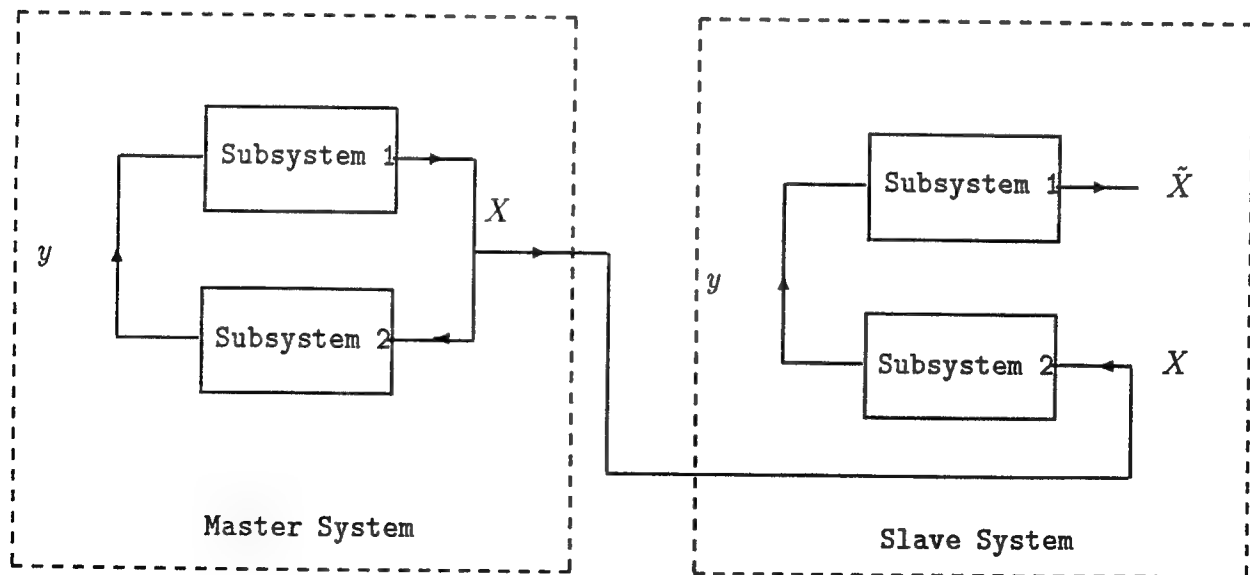 Subsystem 1
X
y
Subsystem 2
Master System
Subsystem 1
X̃
y
Subsystem 2
X
Slave System